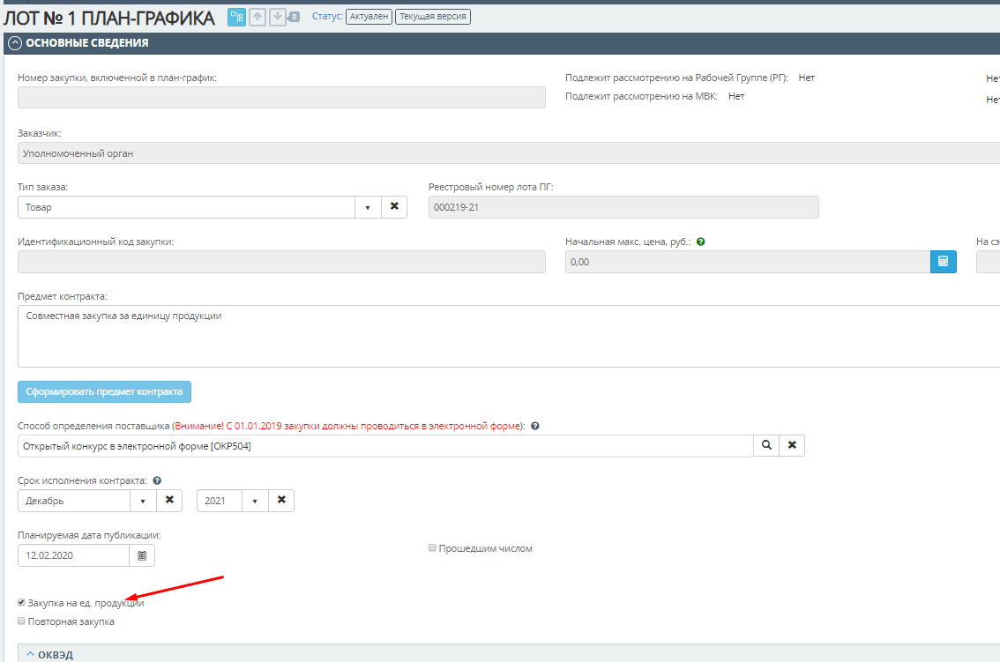 ЛОТ № 1 ПЛАН-ГРАФИКА 0 Статус: Актуален Текущая версия
ОСНОВНЫЕ СВЕДЕНИЯ
Номер закупки, включенной в план-график: Подлежит рассмотрению на Рабочей Группе (РГ): Нет Нет
Подлежит рассмотрению на МВК: Нет Нет
Заказчик:
Уполномоченный орган
Тип заказа: Реестровый номер лота ПГ:
Товар 000219-21
Идентификационный код закупки: Начальная макс. цена, руб.: На сэ
0,00
Предмет контракта:
Совместная закупка за единицу продукции
Сформировать предмет контракта
Способ определения поставщика (Внимание! С 01.01.2019 закупки должны проводиться в электронной форме):
Открытый конкурс в электронной форме [ОКР504]
Срок исполнения контракта:
Декабрь 2021
Планируемая дата публикации:
12.02.2020 Прошедшим числом
Закупка на ед. продукции
Повторная закупка
ОКВЭД